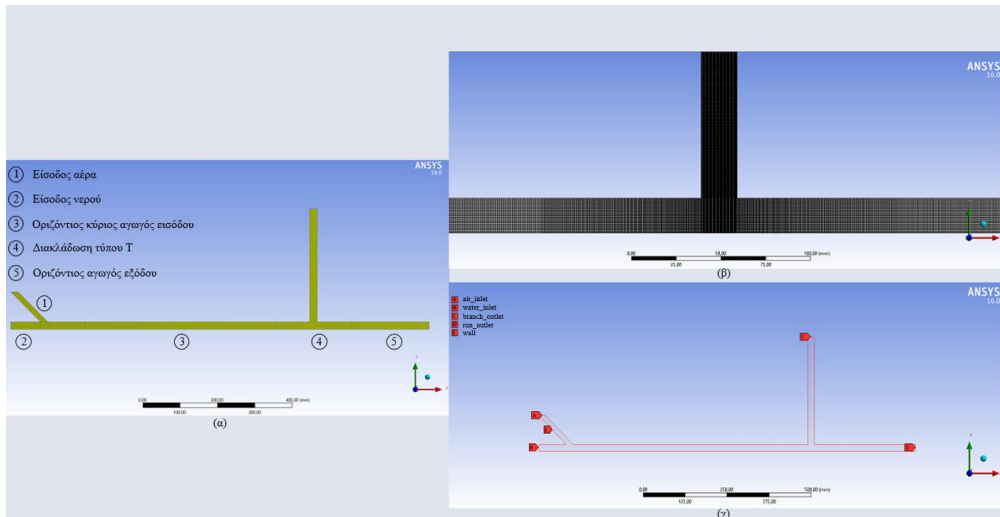 ANSYS
16.0
1 Είσοδος αέρα
2 Είσοδος νερού
3 Οριζόντιος κύριος αγωγός εισόδου
4 Διακλάδωση τύπου Τ
5 Οριζόντιος αγωγός εξόδου
1
2
3
4
5
0,00 200,00 400,00 (mm)
100,00 300,00
(α)
ANSYS
16.0
0,00 50,00 100,00 (mm)
25,00 75,00
(β)
ANSYS
16.0
A air_inlet
B water_inlet
C branch_outlet
D run_outlet
E wall
A
0,00 250,00 500,00 (mm)
125,00 375,00
(γ)